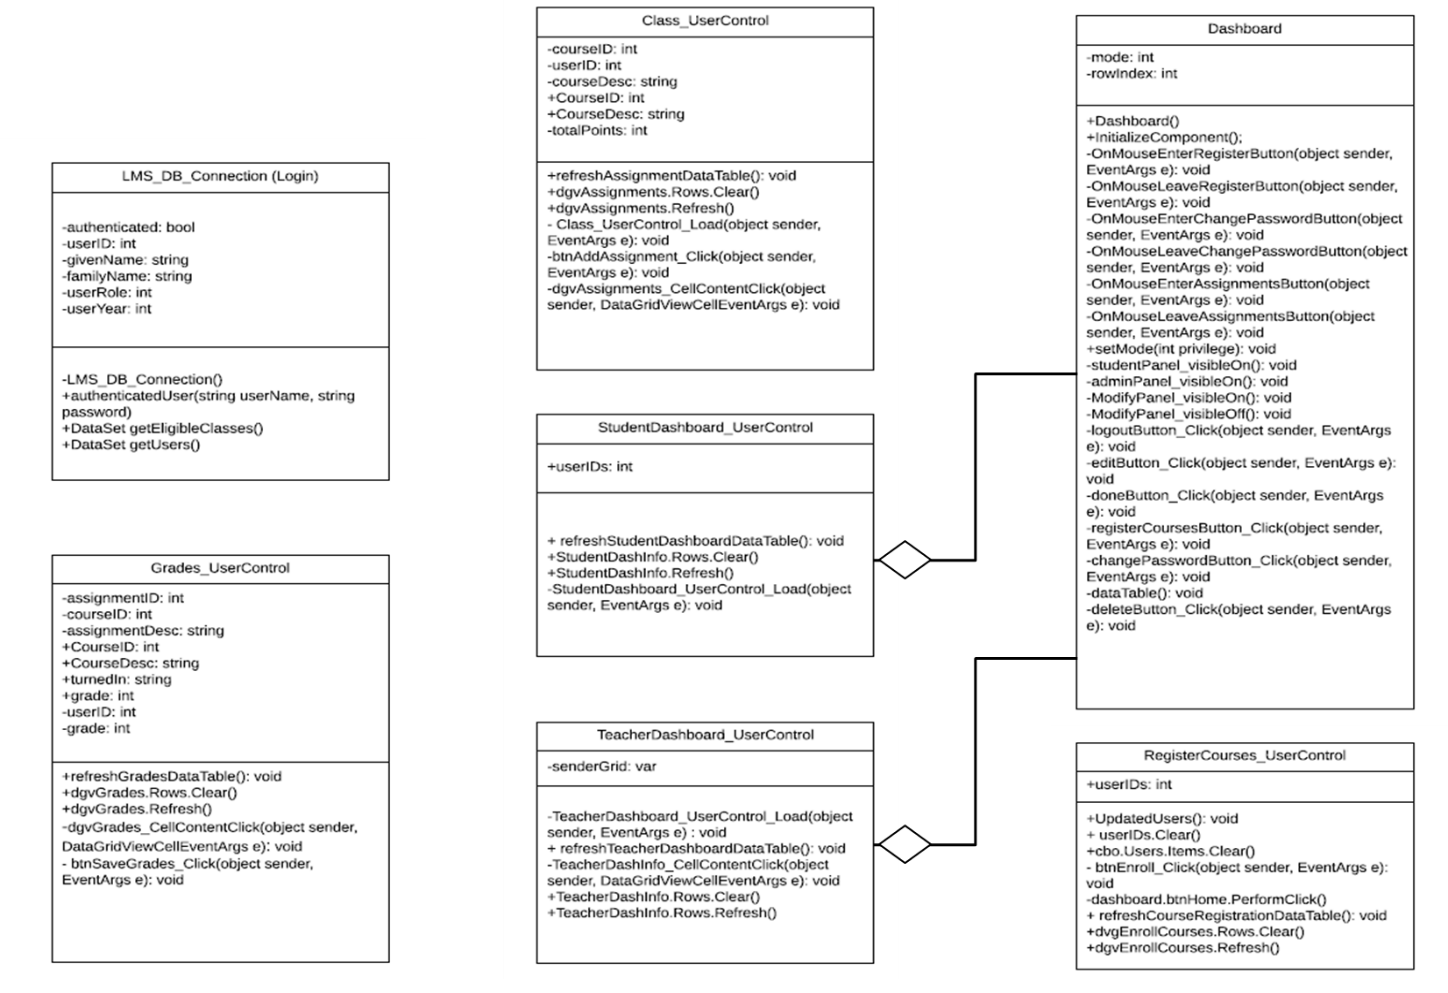 LMS_DB_Connection (Login)
-authenticated: bool
-userID: int
-givenName: string
-familyName: string
-userRole: int
-userYear: int
-LMS_DB_Connection()
+authenticatedUser(string userName, string
password)
+DataSet getEligibleClasses()
+DataSet getUsers()
Grades_UserControl
-assignmentID: int
-courseID: int
-assignmentDesc: string
+CourseID: int
+CourseDesc: string
+turnedIn: string
+grade: int
-userID: int
-grade: int
+refreshGradesDataTable(): void
+dgvGrades.Rows.Clear()
+dgvGrades.Refresh()
-dgvGrades_CellContentClick(object sender,
DataGridViewCellEventArgs e): void
- btnSaveGrades_Click(object sender,
EventArgs e): void
Class_UserControl
-courseID: int
-userID: int
-courseDesc: string
+CourseID: int
+CourseDesc: string
-totalPoints: int
+refreshAssignmentDataTable(): void
+dgvAssignments.Rows.Clear()
+dgvAssignments.Refresh()
- Class_UserControl_Load(object sender,
EventArgs e): void
-btnAddAssignment_Click(object sender,
EventArgs e): void
-dgvAssignments_CellContentClick(object
sender, DataGridViewCellEventArgs e): void
StudentDashboard_UserControl
+userIDs: int
+ refreshStudentDashboardDataTable(): void
+StudentDashInfo.Rows.Clear()
+StudentDashInfo.Refresh()
-StudentDashboard_UserControl_Load(object
sender, EventArgs e): void
TeacherDashboard_UserControl
-senderGrid: var
-TeacherDashboard_UserControl_Load(object
sender, EventArgs e) : void
+ refreshTeacherDashboardDataTable(): void
-TeacherDashInfo_CellContentClick(object
sender, DataGridViewCellEventArgs e): void
+TeacherDashInfo.Rows.Clear()
+TeacherDashInfo.Rows.Refresh()
Dashboard
-mode: int
-rowIndex: int
+Dashboard()
+InitializeComponent();
-OnMouseEnterRegisterButton(object sender,
EventArgs e): void
-OnMouseLeaveRegisterButton(object sender,
EventArgs e): void
-OnMouseEnterChangePasswordButton(object
sender, EventArgs e): void
-OnMouseLeaveChangePasswordButton(object
sender, EventArgs e): void
-OnMouseEnterAssignmentsButton(object
sender, EventArgs e): void
-OnMouseLeaveAssignmentsButton(object
sender, EventArgs e): void
+setMode(int privilege): void
-studentPanel_visibleOn(): void
-adminPanel_visibleOn(): void
-ModifyPanel_visibleOn(): void
-ModifyPanel_visibleOff(): void
-logoutButton_Click(object sender, EventArgs
e): void
-editButton_Click(object sender, EventArgs e):
void
-doneButton_Click(object sender, EventArgs
e): void
-registerCoursesButton_Click(object sender,
EventArgs e): void
-changePasswordButton_Click(object sender,
EventArgs e): void
-dataTable(): void
-deleteButton_Click(object sender, EventArgs
e): void
RegisterCourses_UserControl
+userIDs: int
+UpdatedUsers(): void
+ userIDs.Clear()
+cbo.Users.Items.Clear()
- btnEnroll_Click(object sender, EventArgs e):
void
-dashboard.btnHome.PerformClick()
+ refreshCourseRegistrationDataTable(): void
+dvgEnrollCourses.Rows.Clear()
+dgvEnrollCourses.Refresh()